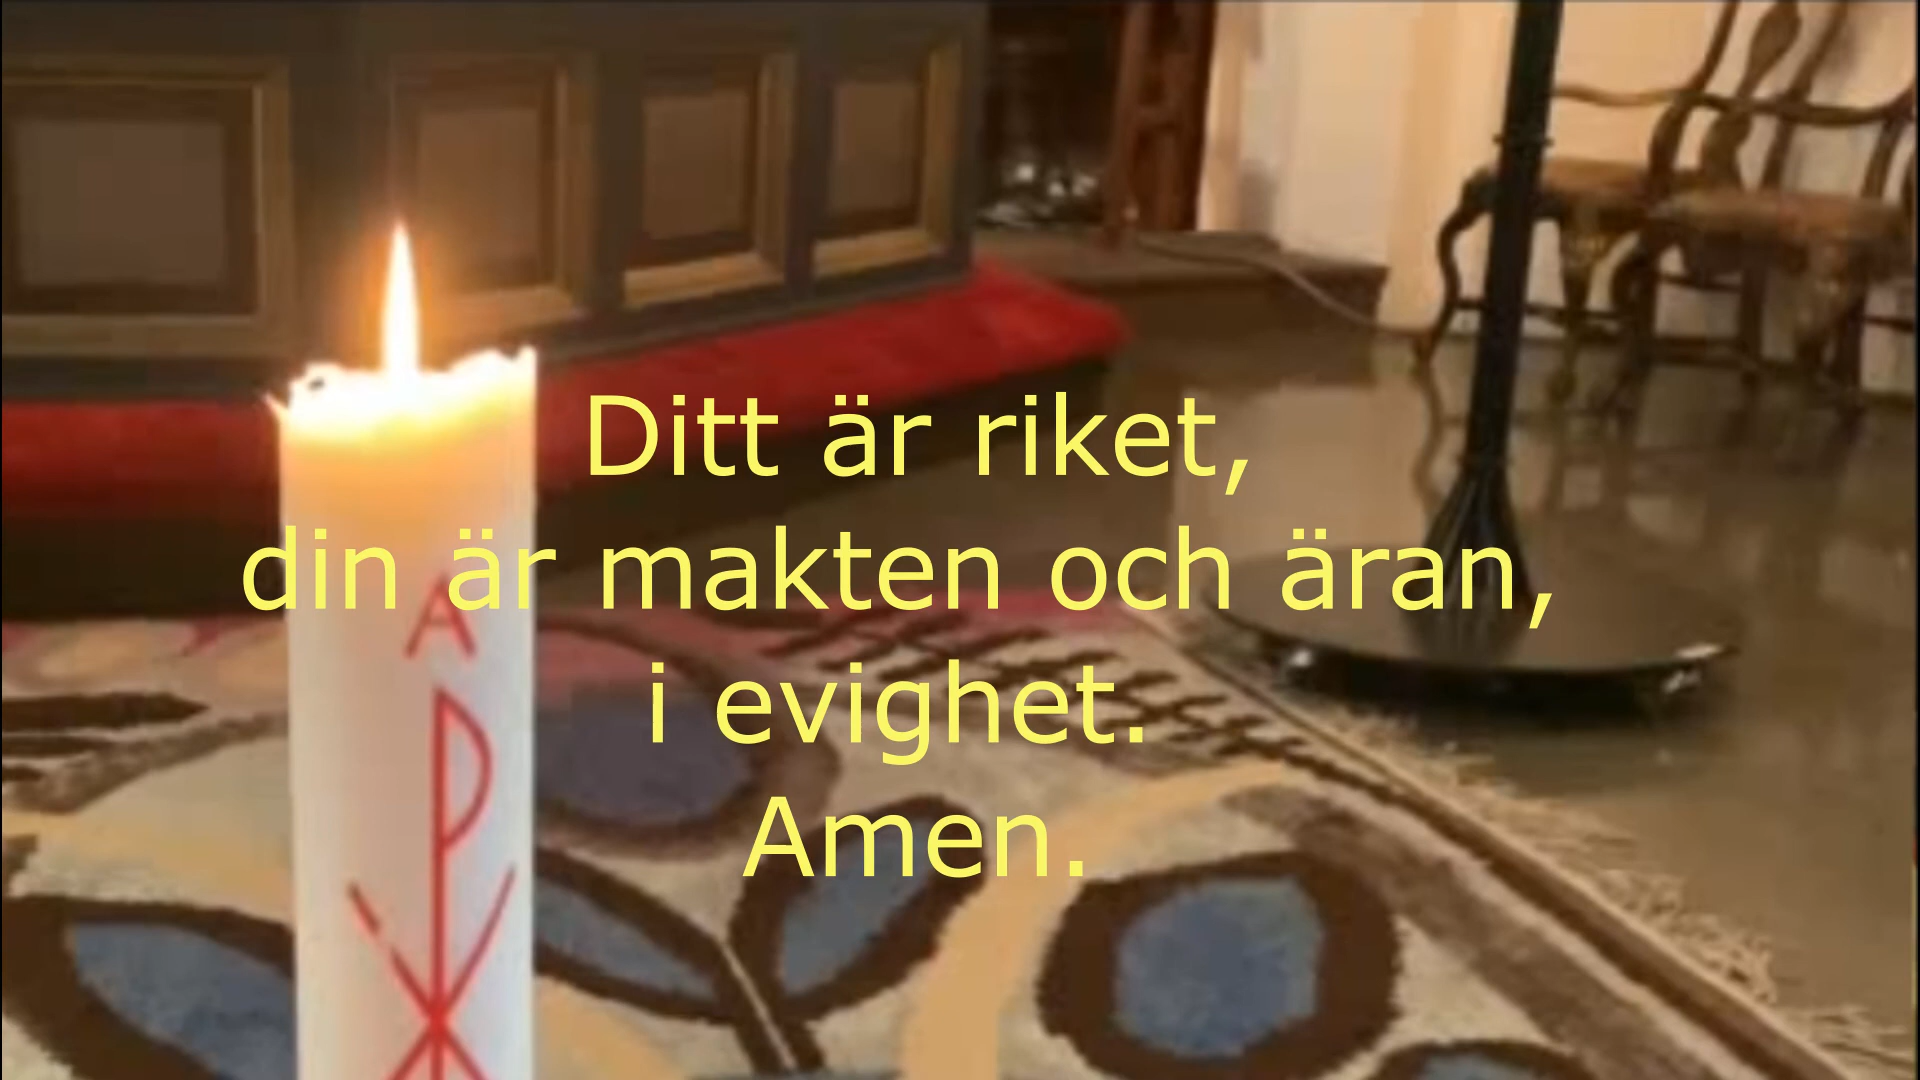 Ditt är riket,
din är makten och äran,
i evighet.
Amen.
A